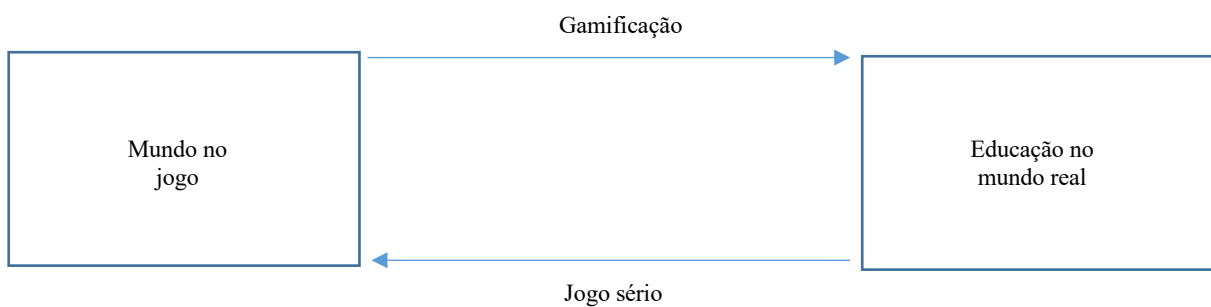 Gamificação
Mundo no
jogo
Educação no
mundo real
Jogo sério